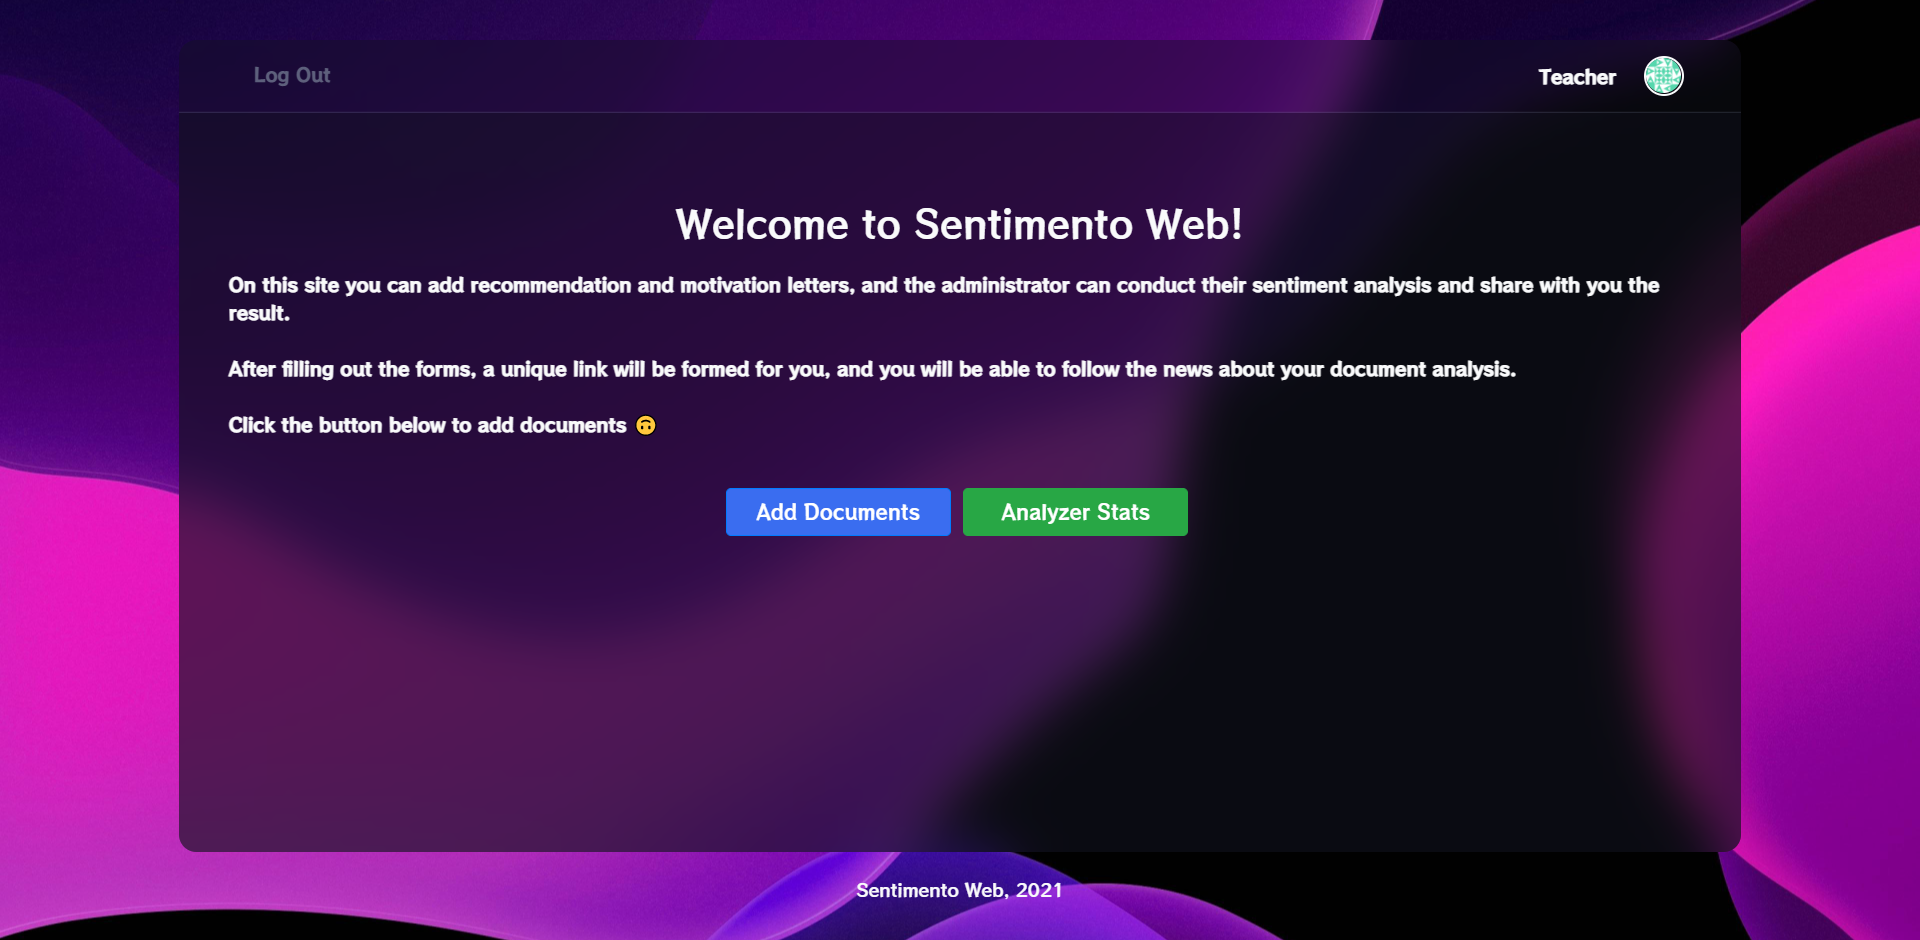 Log Out
Teacher
Welcome to Sentimento Web!
On this site you can add recommendation and motivation letters, and the administrator can conduct their sentiment analysis and share with you the
result.
After filling out the forms, a unique link will be formed for you, and you will be able to follow the news about your document analysis.
Click the button below to add documents 🙃
Add Documents
Analyzer Stats
Sentimento Web, 2021